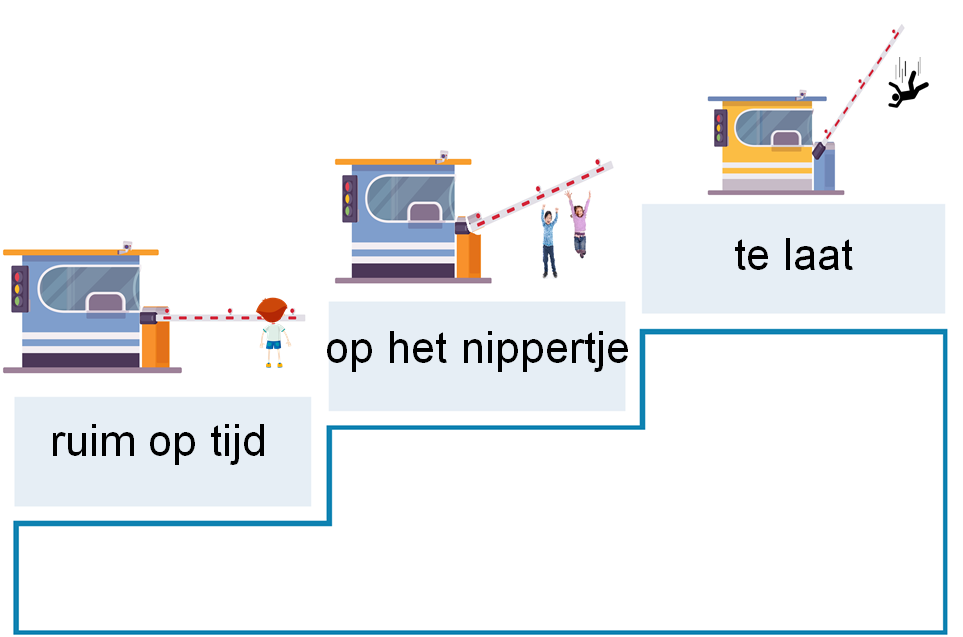 te laat
op het nippertje
ruim op tijd